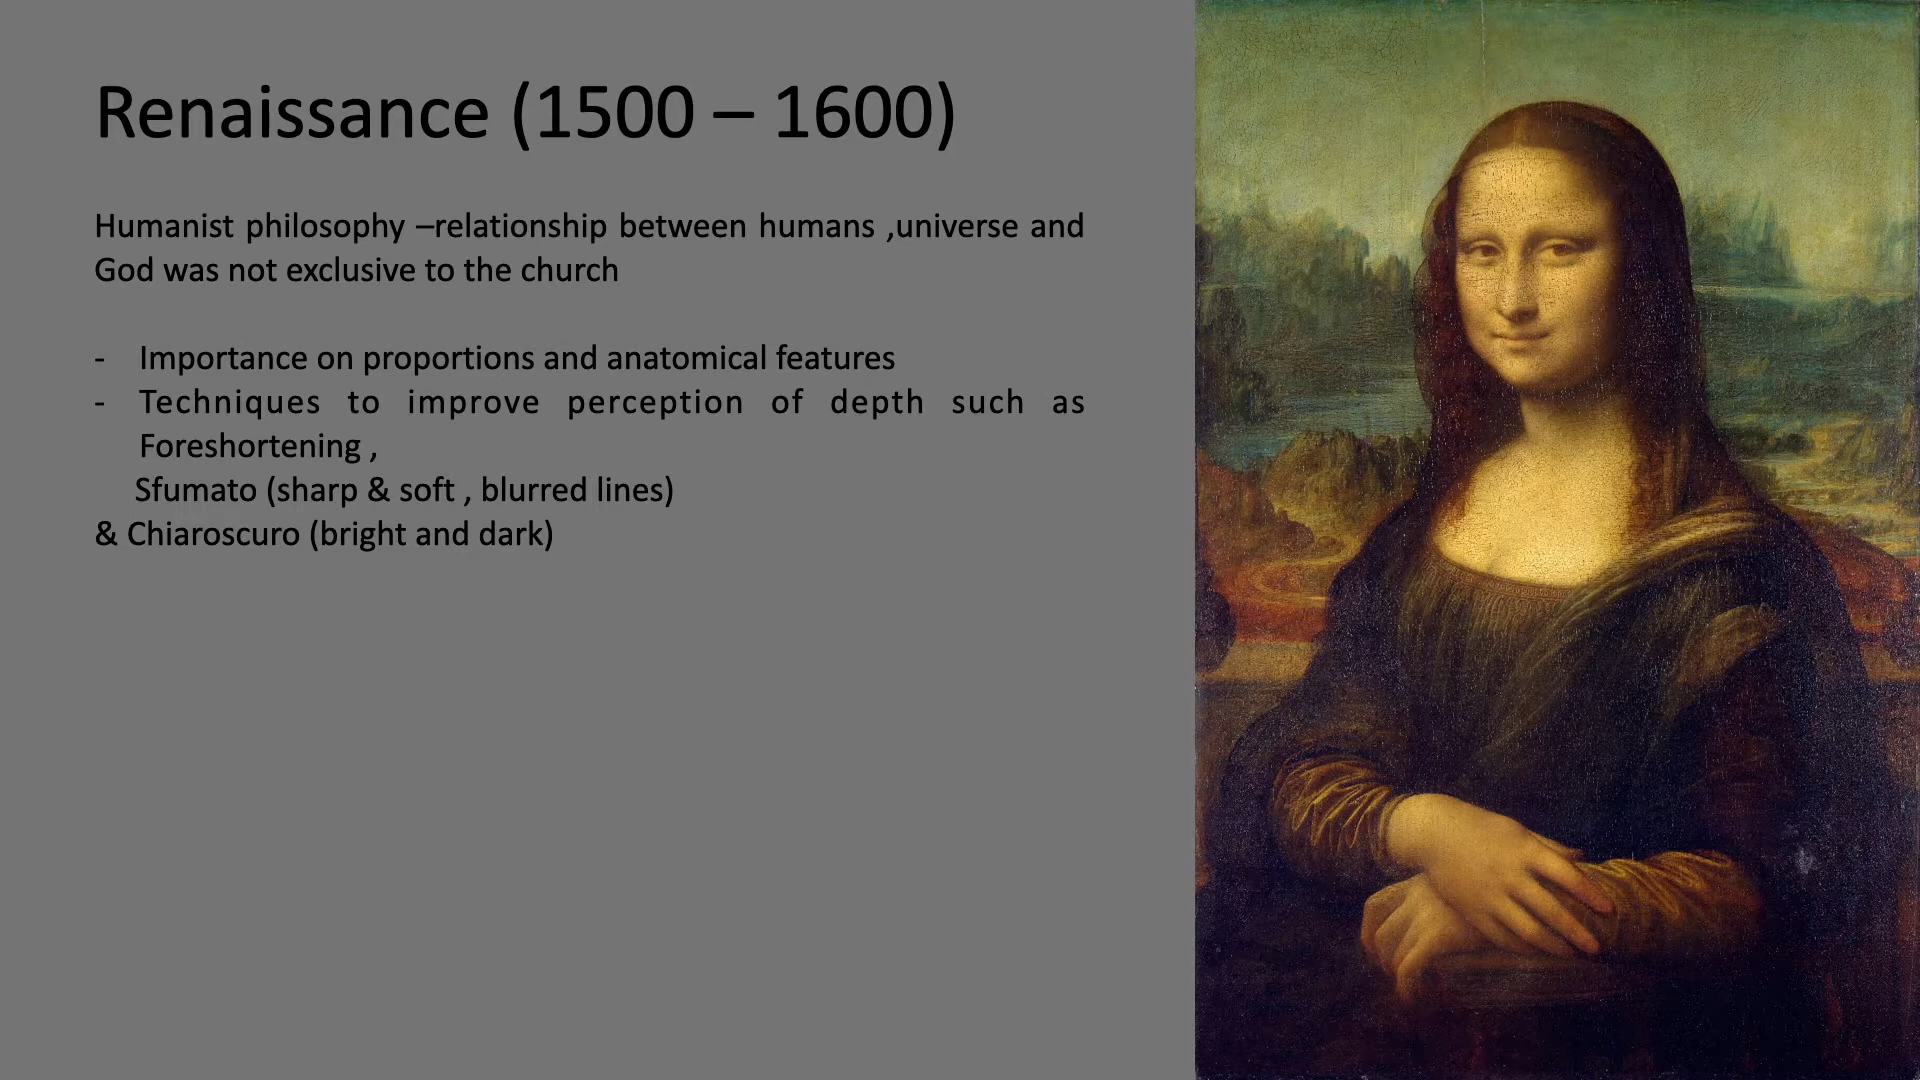 Renaissance (1500 – 1600)
Humanist philosophy –relationship between humans ,universe and
God was not exclusive to the church
- Importance on proportions and anatomical features
- Techniques to improve perception of depth such as
Foreshortening ,
Sfumato (sharp & soft , blurred lines)
& Chiaroscuro (bright and dark)